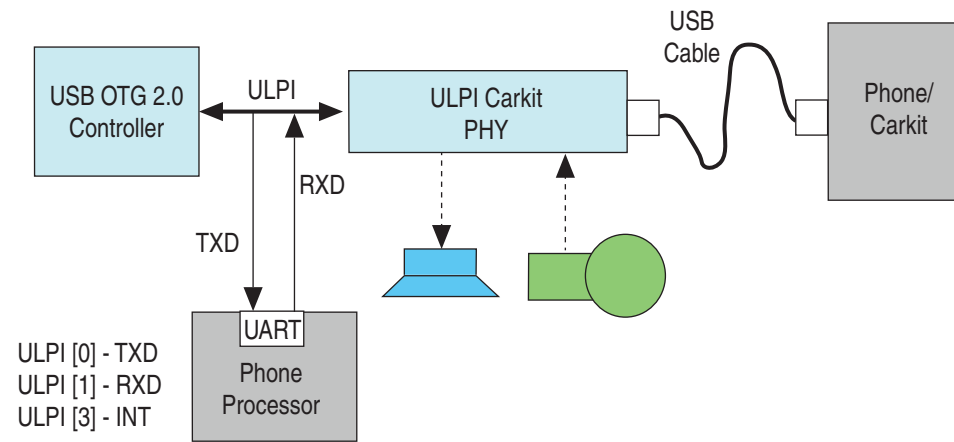 USB
Cable
USB OTG 2.0
Controller
ULPI
ULPI Carkit
PHY
Phone/
Carkit
RXD
TXD
UART
Phone
Processor
ULPI [0] - TXD
ULPI [1] - RXD
ULPI [3] - INT